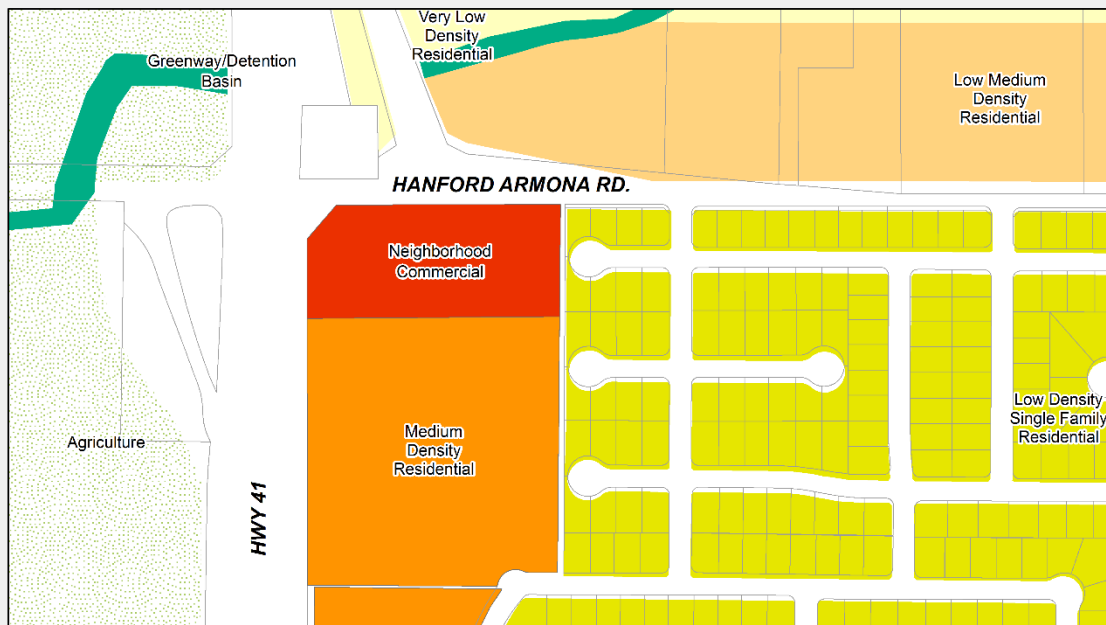 Very Low
Density
Residential
Greenway/Detention
Basin
Low Medium
Density
Residential
HANFORD ARMONA RD.
Neighborhood
Commercial
Low Density
Single Family
Residential
Medium
Density
Residential
Agriculture
HWY 41